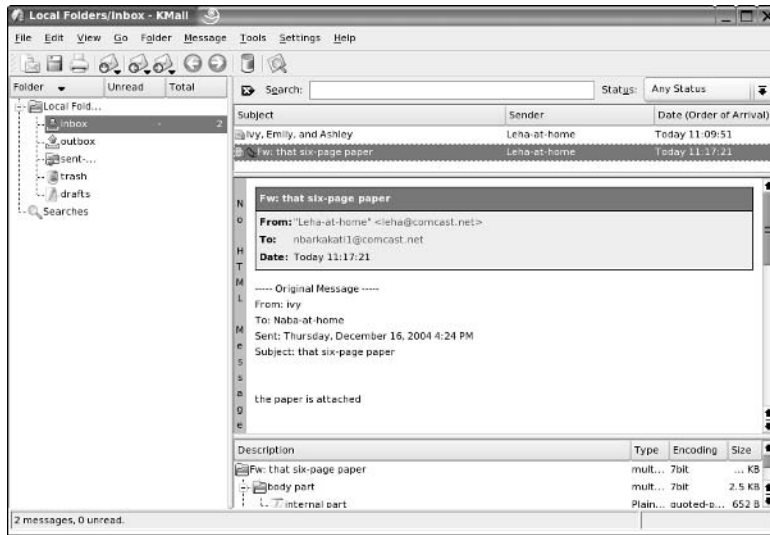 Local Folders/inbox - KMail
File Edit View Go Folder Message Tools Settings Help
Folder Unread Total
Local Fold...
inbox - 2
outbox
sent-...
trash
drafts
Searches
Search: Status: Any Status
Subject Sender Date (Order of Arrival)
Ivy, Emily, and Ashley Leha-at-home Today 11:09:51
Fw: that six-page paper Leha-at-home Today 11:17:21
No HTML Message
Fw: that six-page paper
From: "Leha-at-home" <leha@comcast.net>
To: nbarkakati1@comcast.net
Date: Today 11:17:21
----- Original Message -----
From: ivy
To: Naba-at-home
Sent: Thursday, December 16, 2004 4:24 PM
Subject: that six-page paper
the paper is attached
Description Type Encoding Size
Fw: that six-page paper mult... 7bit ... KB
body part mult... 7bit 2.5 KB
internal part Plain... quoted-p... 652 B
2 messages, 0 unread.